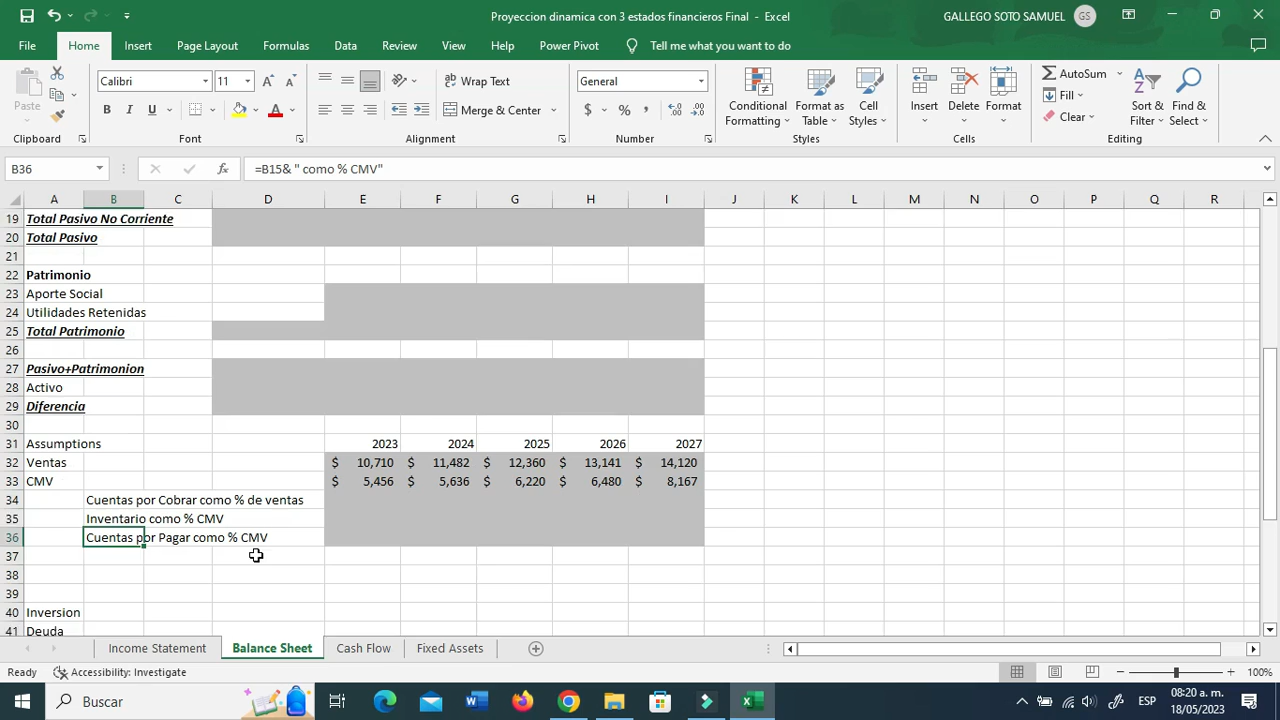 Proyeccion dinamica con 3 estados financieros Final - Excel
GALLEGO SOTO SAMUEL GS
File Home Insert Page Layout Formulas Data Review View Help Power Pivot Tell me what you want to do
Paste
Clipboard
Calibri 11 A A
B I U A
Font
Wrap Text
Merge & Center
Alignment
General
$ % ,
Number
Conditional Formatting
Format as Table
Cell Styles
Styles
Insert Delete Format
Cells
AutoSum
Fill
Clear
Sort & Filter
Find & Select
Editing
B36 fx =B15& " como % CMV"
A B C D E F G H I J K L M N O P Q R
19 Total Pasivo No Corriente
20 Total Pasivo
21
22 Patrimonio
23 Aporte Social
24 Utilidades Retenidas
25 Total Patrimonio
26
27 Pasivo+Patrimonion
28 Activo
29 Diferencia
30
31 Assumptions 2023 2024 2025 2026 2027
32 Ventas $ 10,710 $ 11,482 $ 12,360 $ 13,141 $ 14,120
33 CMV $ 5,456 $ 5,636 $ 6,220 $ 6,480 $ 8,167
34 Cuentas por Cobrar como % de ventas
35 Inventario como % CMV
36 Cuentas por Pagar como % CMV
37
38
39
40 Inversion
41 Deuda
Income Statement Balance Sheet Cash Flow Fixed Assets
Ready Accessibility: Investigate 100%
Buscar
ESP
08:20 a. m.
18/05/2023